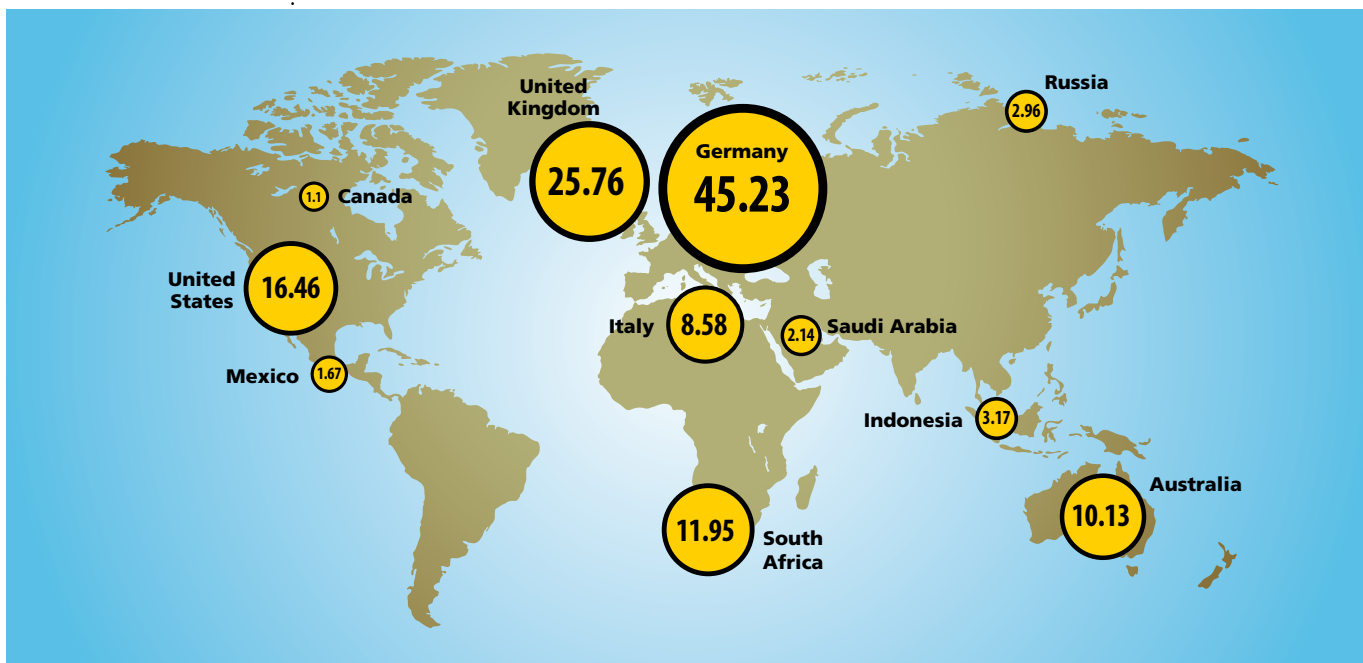 United
Kingdom
25.76
Germany
45.23
Russia
2.96
1.1 Canada
United
States
16.46
Mexico 1.67
Italy 8.58
2.14 Saudi Arabia
Indonesia 3.17
Australia
10.13
11.95
South
Africa